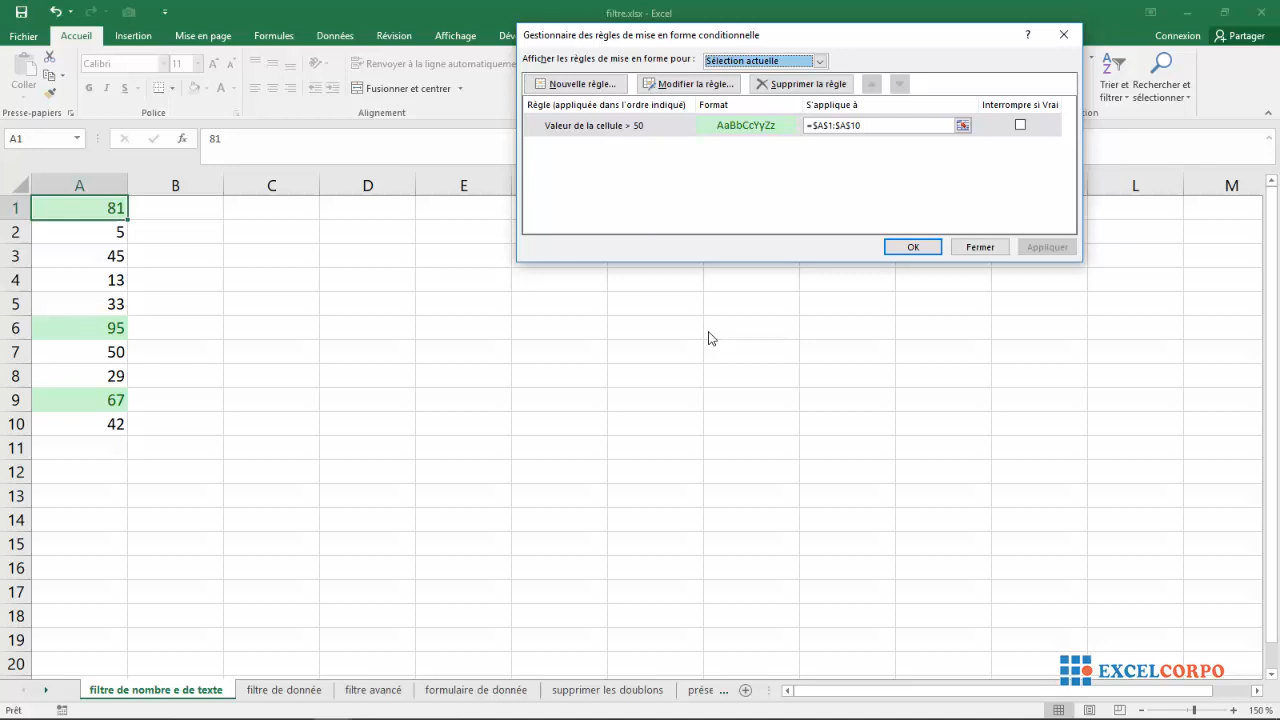 filtre.xlsx - Excel
Fichier Accueil Insertion Mise en page Formules Données Révision Affichage Connexion Partager
Coller
11
Renvoyer à la ligne automatiqueme
G I S
A A
Fusionner et centrer
Trier et filtrer
Rechercher et sélectionner
Presse-papiers Police
Gestionnaire des règles de mise en forme conditionnelle
Afficher les règles de mise en forme pour : Sélection actuelle
Nouvelle règle... Modifier la règle... Supprimer la règle
Règle (appliquée dans l'ordre indiqué) Format S'applique à Interrompre si Vrai
Valeur de la cellule > 50 AaBbCcYyZz =$A$1:$A$10
OK Fermer Appliquer
A1 fx 81
A B C D E L M
1 81
2 5
3 45
4 13
5 33
6 95
7 50
8 29
9 67
10 42
11
12
13
14
15
16
17
18
19
20
EXCELCORPO
filtre de nombre e de texte filtre de donnée formulaire de donnée supprimer les doublons prése ...
Prêt 150 %